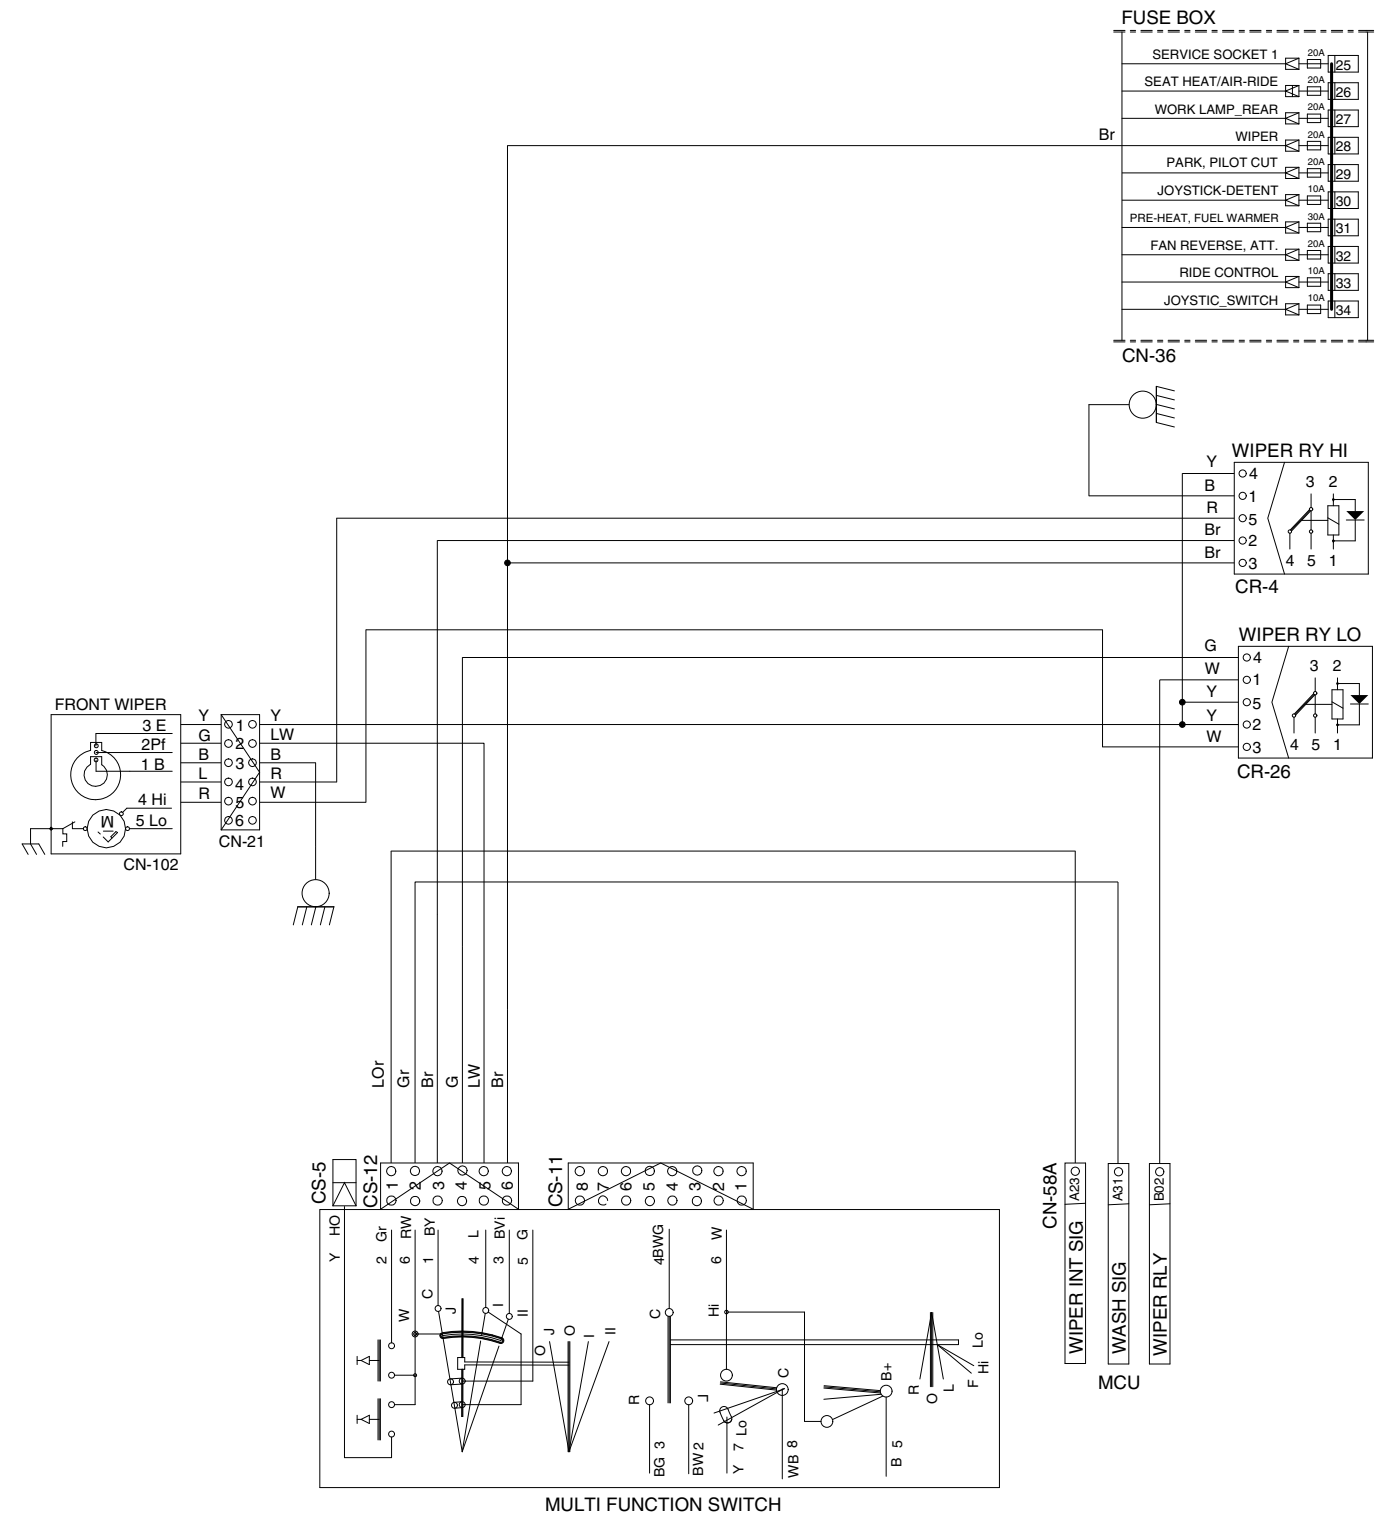 FUSE BOX
SERVICE SOCKET 1 20A 25
SEAT HEAT/AIR-RIDE 20A 26
WORK LAMP_REAR 20A 27
Br WIPER 20A 28
PARK, PILOT CUT 20A 29
JOYSTICK-DETENT 10A 30
PRE-HEAT, FUEL WARMER 30A 31
FAN REVERSE, ATT. 20A 32
RIDE CONTROL 10A 33
JOYSTIC_SWITCH 10A 34
CN-36
WIPER RY HI
Y 4
B 1
R 5
Br 2
Br 3
3 2
4 5 1
CR-4
WIPER RY LO
G 4
W 1
Y 5
Y 2
W 3
3 2
4 5 1
CR-26
FRONT WIPER
3 E Y 1 Y
2Pf G 2 LW
1 B B 3 B
L 4 R
4 Hi R 5 W
5 Lo 6
M
CN-102
CN-21
LOr
Gr
Br
G
LW
Br
CS-5
CS-12
1 2 3 4 5 6
CS-11
8 7 6 5 4 3 2 1
CN-58A
A23
A31
B02
WIPER INT SIG
WASH SIG
WIPER RLY
MCU
Y HO
2 Gr
6 RW
1 BY
4 L
3 BVi
5 G
4BWG
6 W
W
C
J
I
II
O
J
O
I
II
C
Hi
R
L
Lo
C
B+
R
O
L
F
Hi
Lo
BG 3
BW2
Y 7
WB 8
B 5
MULTI FUNCTION SWITCH